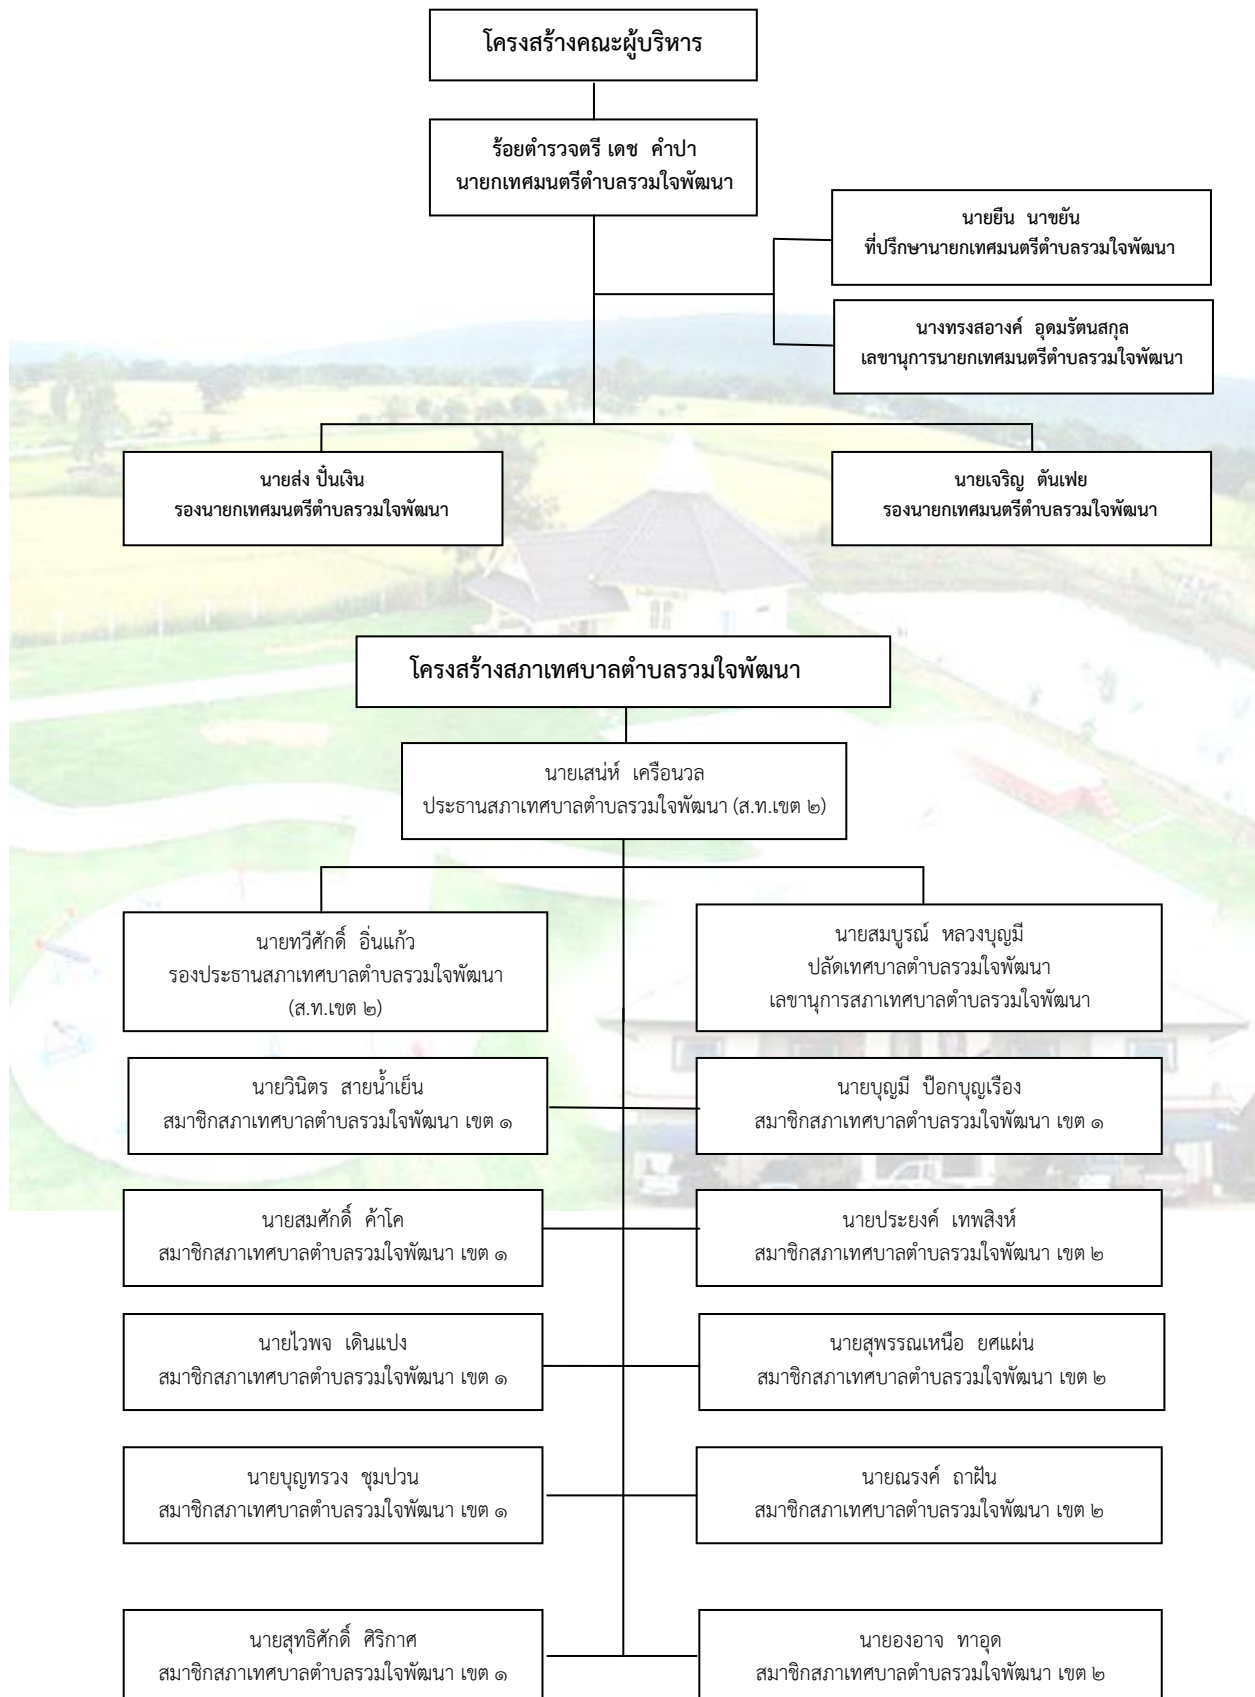 โครงสร้างคณะผู้บริหาร
ร้อยตำรวจตรี เดช คำปา
นายกเทศมนตรีตำบลรวมใจพัฒนา
นายยืน นาขยัน
ที่ปรึกษานายกเทศมนตรีตำบลรวมใจพัฒนา
นางทรงสอางค์ อุดมรัตนสกุล
เลขานุการนายกเทศมนตรีตำบลรวมใจพัฒนา
นายส่ง ปั๋นเงิน
รองนายกเทศมนตรีตำบลรวมใจพัฒนา
นายเจริญ ตันเฟย
รองนายกเทศมนตรีตำบลรวมใจพัฒนา
โครงสร้างสภาเทศบาลตำบลรวมใจพัฒนา
นายเสน่ห์ เครือนวล
ประธานสภาเทศบาลตำบลรวมใจพัฒนา (ส.ท.เขต ๒)
นายทวีศักดิ์ อิ่นแก้ว
รองประธานสภาเทศบาลตำบลรวมใจพัฒนา
(ส.ท.เขต ๒)
นายสมบูรณ์ หลวงบุญมี
ปลัดเทศบาลตำบลรวมใจพัฒนา
เลขานุการสภาเทศบาลตำบลรวมใจพัฒนา
นายวินิตร สายน้ำเย็น
สมาชิกสภาเทศบาลตำบลรวมใจพัฒนา เขต ๑
นายบุญมี ป๊อกบุญเรือง
สมาชิกสภาเทศบาลตำบลรวมใจพัฒนา เขต ๑
นายสมศักดิ์ ค้าโค
สมาชิกสภาเทศบาลตำบลรวมใจพัฒนา เขต ๑
นายประยงค์ เทพสิงห์
สมาชิกสภาเทศบาลตำบลรวมใจพัฒนา เขต ๒
นายไวพจ เดินแปง
สมาชิกสภาเทศบาลตำบลรวมใจพัฒนา เขต ๑
นายสุพรรณเหนือ ยศแผ่น
สมาชิกสภาเทศบาลตำบลรวมใจพัฒนา เขต ๒
นายบุญทรวง ชุมปวน
สมาชิกสภาเทศบาลตำบลรวมใจพัฒนา เขต ๑
นายณรงค์ ถาฝัน
สมาชิกสภาเทศบาลตำบลรวมใจพัฒนา เขต ๒
นายสุทธิศักดิ์ ศิริกาศ
สมาชิกสภาเทศบาลตำบลรวมใจพัฒนา เขต ๑
นายองอาจ ทาอุด
สมาชิกสภาเทศบาลตำบลรวมใจพัฒนา เขต ๒